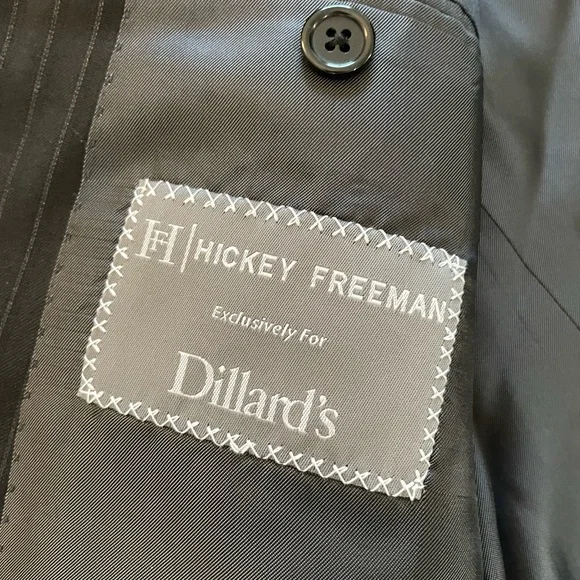 HF HICKEY FREEMAN
Exclusively For
Dillard's